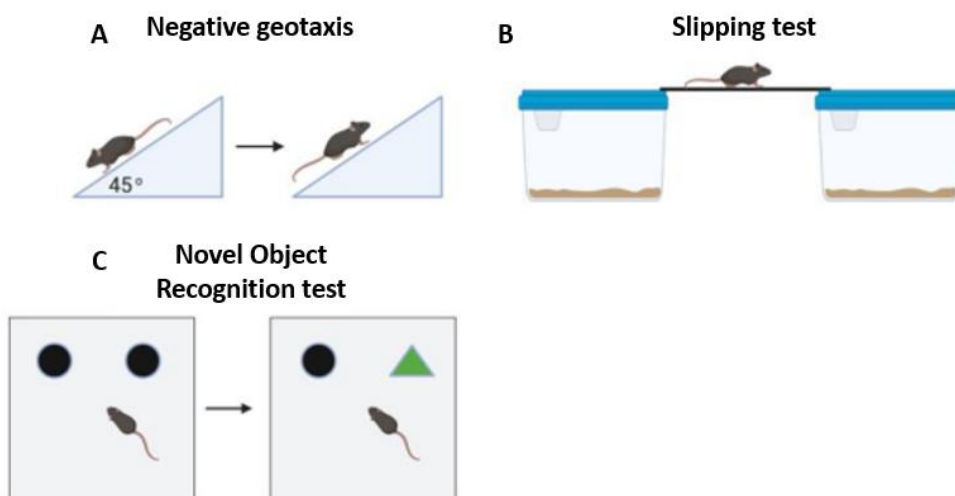 A Negative geotaxis
B Slipping test
45°
C Novel Object
Recognition test